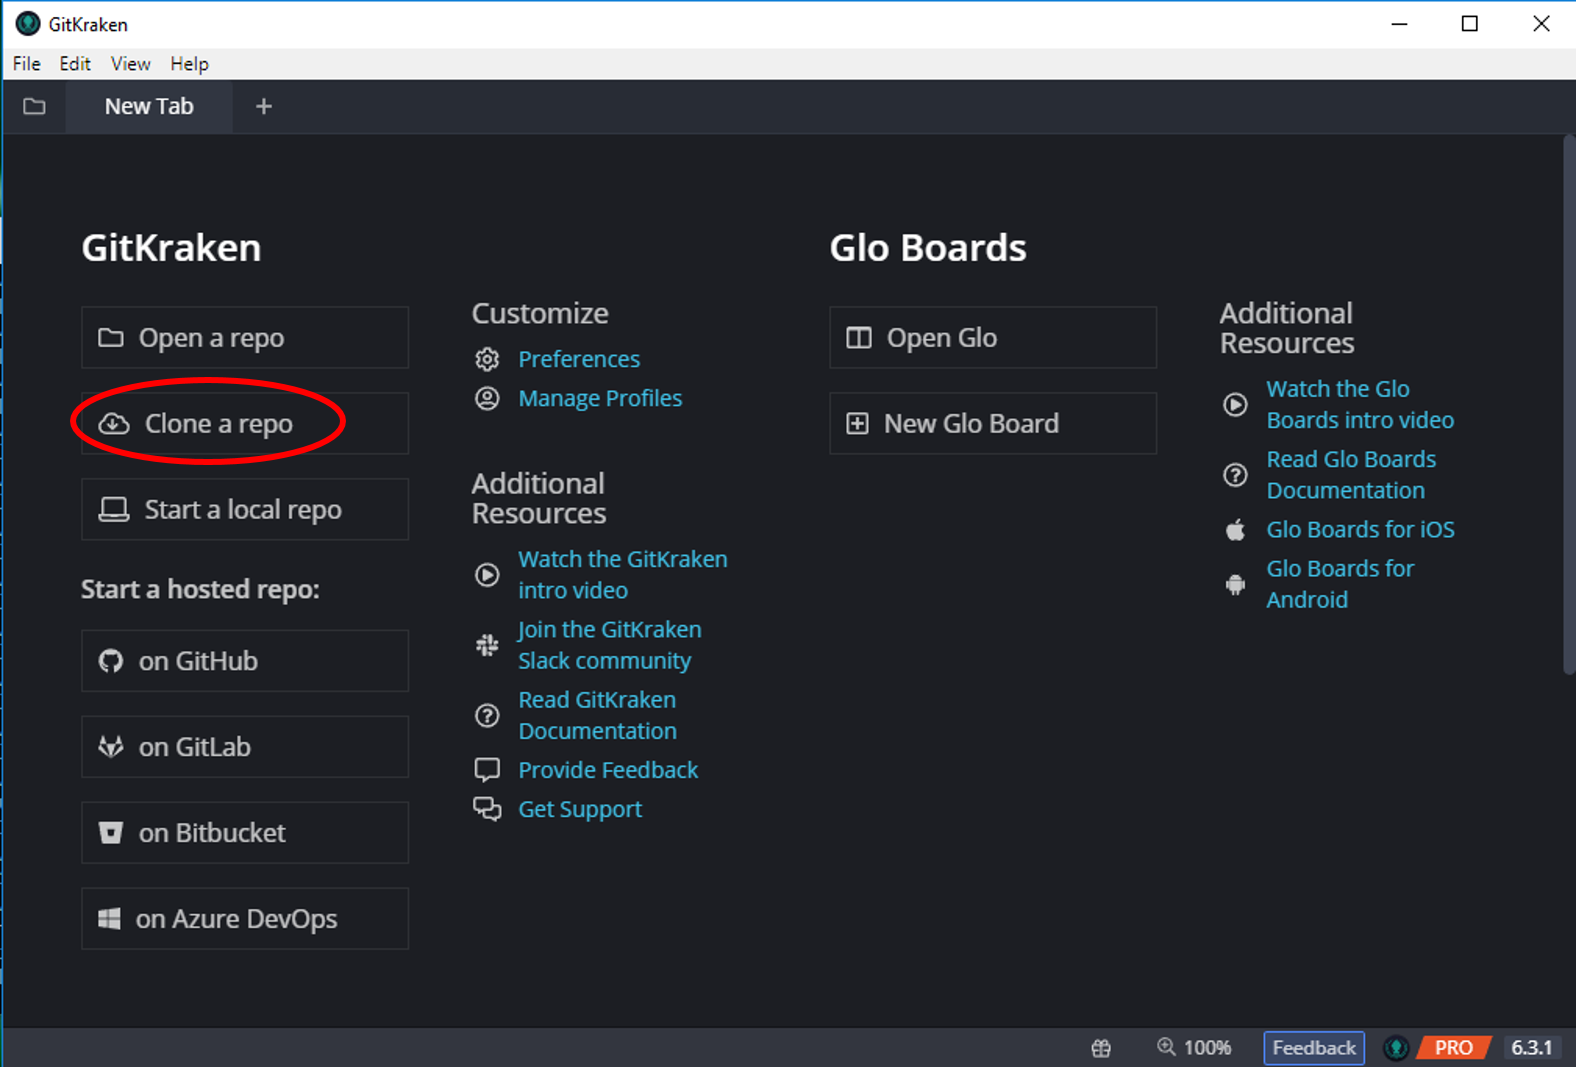 GitKraken
File Edit View Help
New Tab
GitKraken
Open a repo
Clone a repo
Start a local repo
Start a hosted repo:
on GitHub
on GitLab
on Bitbucket
on Azure DevOps
Customize
Preferences
Manage Profiles
Additional
Resources
Watch the GitKraken
intro video
Join the GitKraken
Slack community
Read GitKraken
Documentation
Provide Feedback
Get Support
Glo Boards
Open Glo
New Glo Board
Additional
Resources
Watch the Glo
Boards intro video
Read Glo Boards
Documentation
Glo Boards for iOS
Glo Boards for
Android
100% Feedback PRO 6.3.1